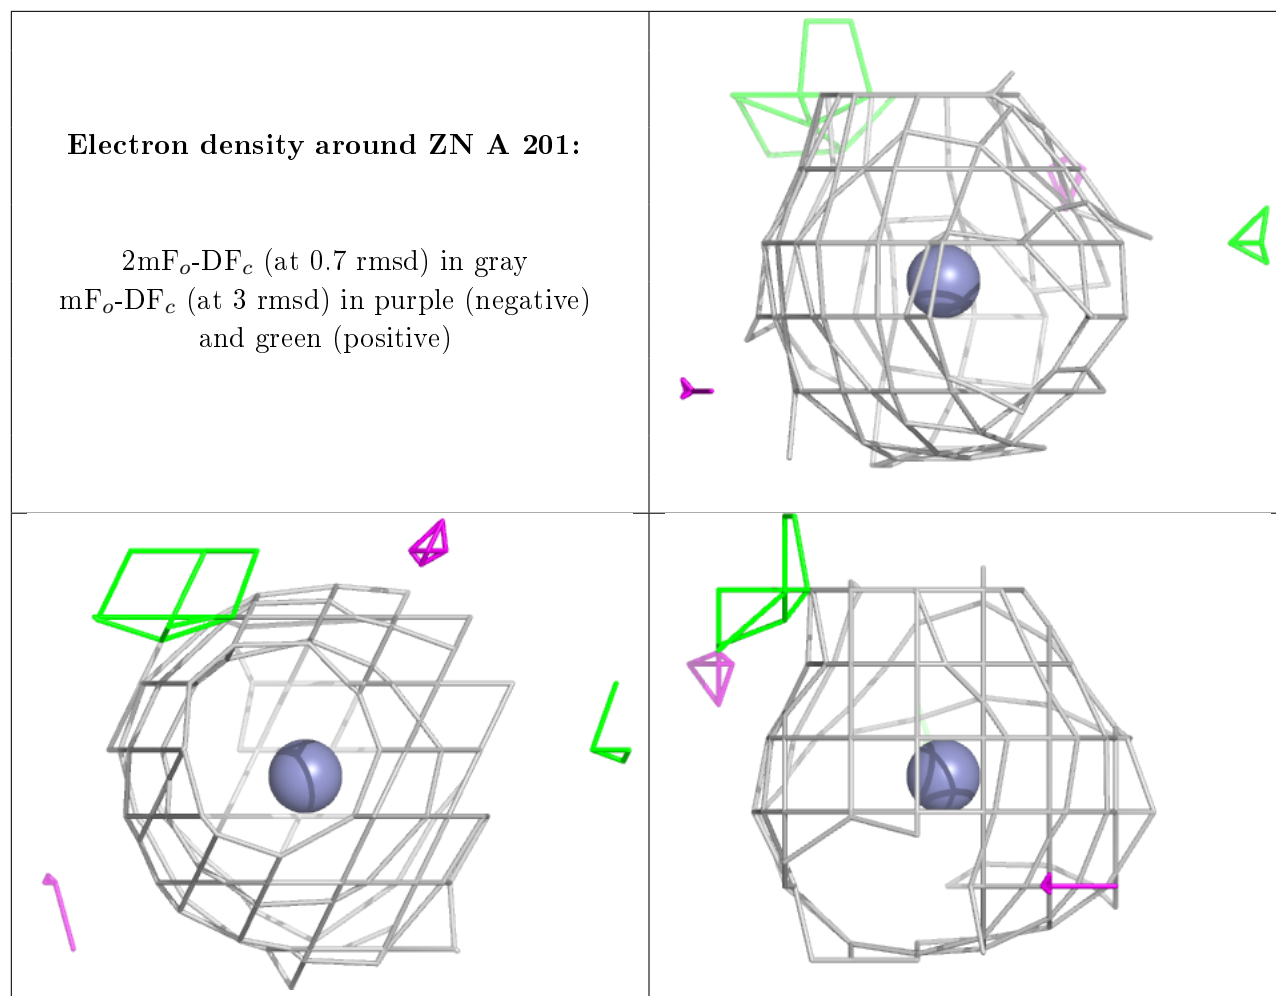 Electron density around ZN A 201:
2mFo-DFc (at 0.7 rmsd) in gray
mFo-DFc (at 3 rmsd) in purple (negative)
and green (positive)